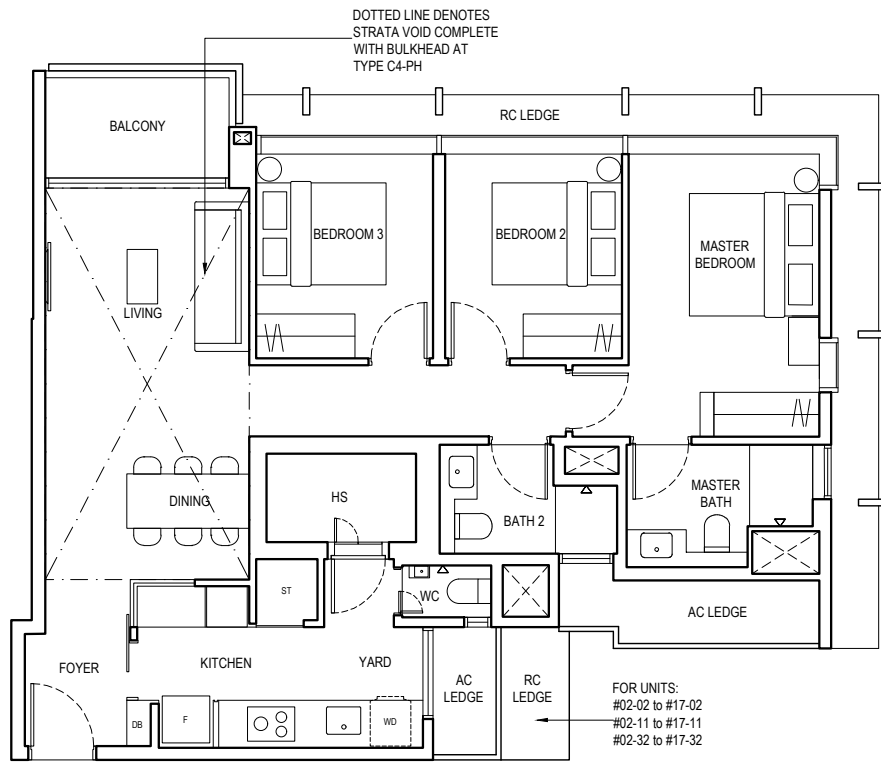 DOTTED LINE DENOTES
STRATA VOID COMPLETE
WITH BULKHEAD AT
TYPE C4-PH
BALCONY
RC LEDGE
BEDROOM 3
BEDROOM 2
MASTER
BEDROOM
LIVING
DINING
HS
BATH 2
MASTER
BATH
ST
WC
AC LEDGE
FOYER
KITCHEN
YARD
AC
LEDGE
RC
LEDGE
DB
F
WD
FOR UNITS:
#02-02 to #17-02
#02-11 to #17-11
#02-32 to #17-32